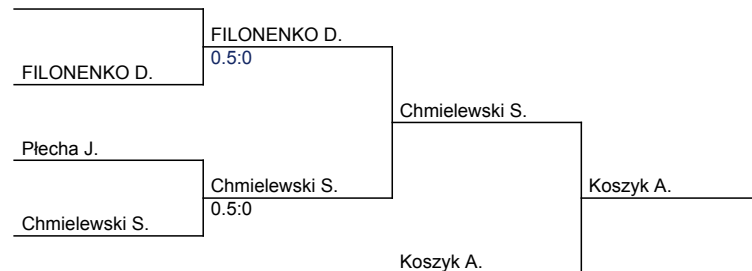 FILONENKO D.
0.5:0
FILONENKO D.
Chmielewski S.
Płecha J.
Chmielewski S.
Koszyk A.
0.5:0
Chmielewski S.
Koszyk A.